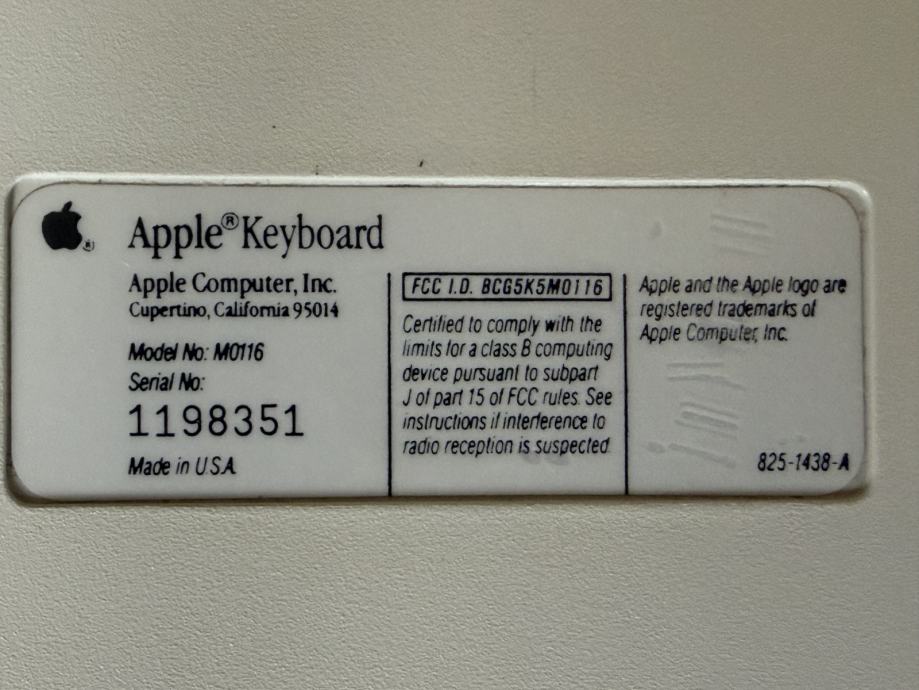 Apple®Keyboard
Apple Computer, Inc.
Cupertino, California 95014
Model No: M0116
Serial No:
1198351
Made in U.S.A.
FCC I.D. BCG5K5M0116
Certified to comply with the
limits for a class B computing
device pursuant to subpart
J of part 15 of FCC rules. See
instructions if interference to
radio reception is suspected
Apple and the Apple logo are
registered trademarks of
Apple Computer, Inc.
825-1438-A